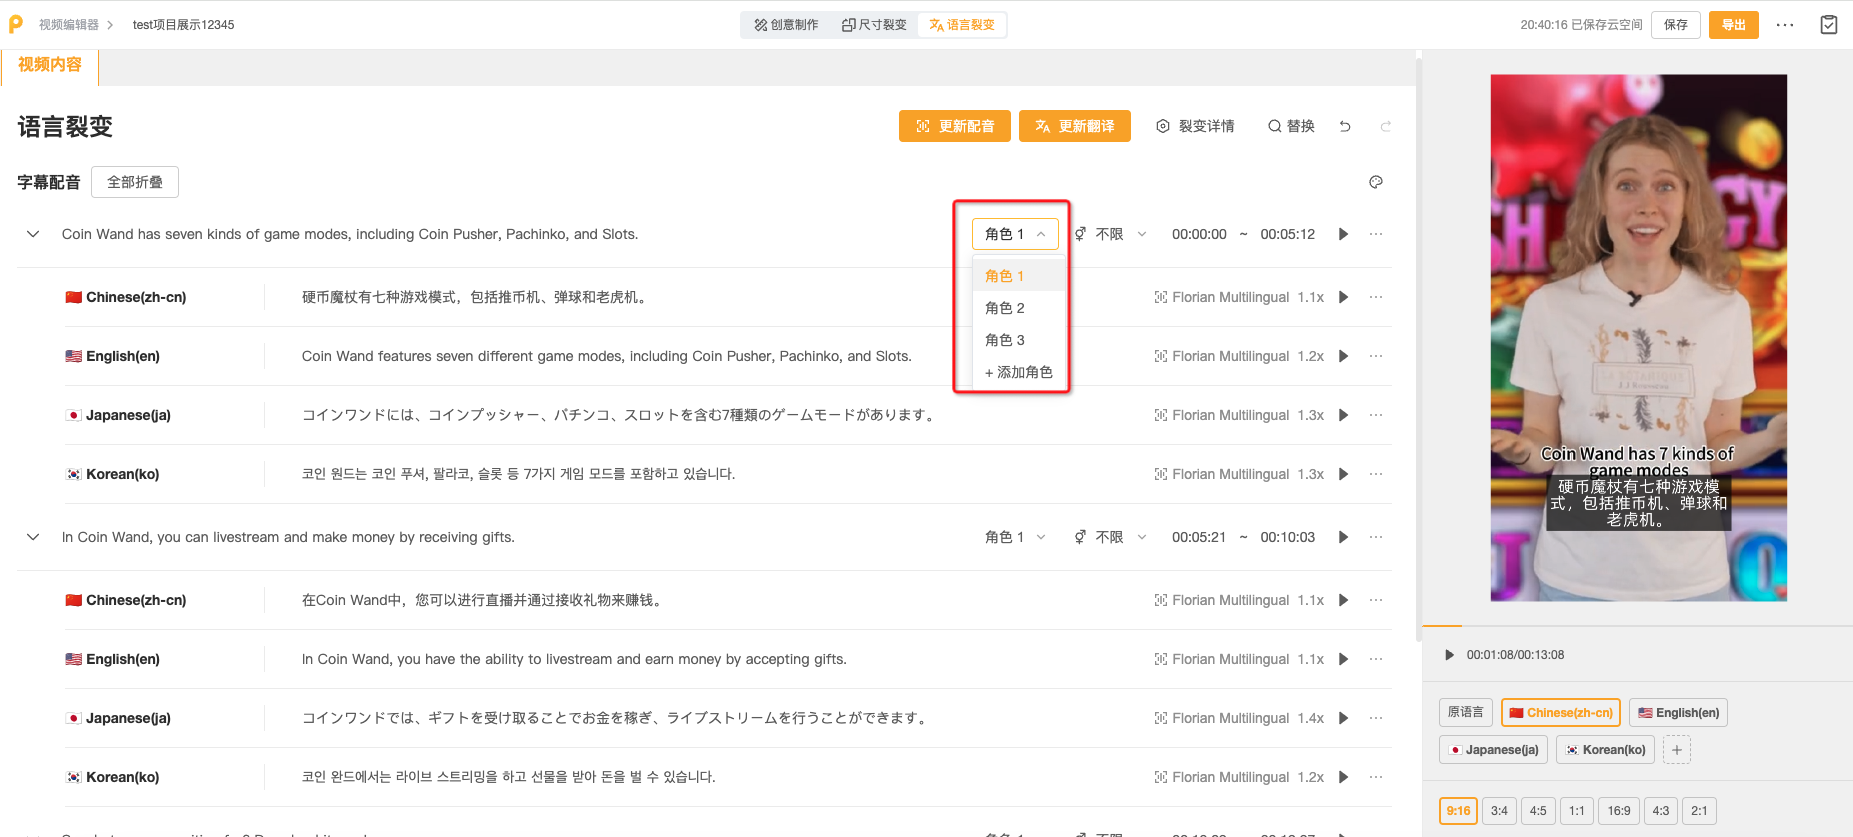 视频编辑器
test项目展示12345
创意制作
尺寸裂变
语言裂变
20:40:16 已保存云空间
保存
导出
视频内容
语言裂变
更新配音
更新翻译
裂变详情
替换
字幕配音
全部折叠
Coin Wand has seven kinds of game modes, including Coin Pusher, Pachinko, and Slots.
角色 1
不限
00:00:00 ~ 00:05:12
角色 1
角色 2
角色 3
+ 添加角色
Chinese(zh-cn)
硬币魔杖有七种游戏模式，包括推币机、弹球和老虎机。
Florian Multilingual 1.1x
English(en)
Coin Wand features seven different game modes, including Coin Pusher, Pachinko, and Slots.
Florian Multilingual 1.2x
Japanese(ja)
コインワンドには、コインプッシャー、パチンコ、スロットを含む7種類のゲームモードがあります。
Florian Multilingual 1.3x
Korean(ko)
코인 원드는 코인 푸셔, 팔라코, 슬롯 등 7가지 게임 모드를 포함하고 있습니다.
Florian Multilingual 1.3x
In Coin Wand, you can livestream and make money by receiving gifts.
角色 1
不限
00:05:21 ~ 00:10:03
Chinese(zh-cn)
在Coin Wand中，您可以进行直播并通过接收礼物来赚钱。
Florian Multilingual 1.1x
English(en)
In Coin Wand, you have the ability to livestream and earn money by accepting gifts.
Florian Multilingual 1.1x
Japanese(ja)
コインワンドでは、ギフトを受け取ることでお金を稼ぎ、ライブストリームを行うことができます。
Florian Multilingual 1.4x
Korean(ko)
코인 완드에서는 라이브 스트리밍을 하고 선물을 받아 돈을 벌 수 있습니다.
Florian Multilingual 1.2x
Coin Wand has 7 kinds of
game modes
硬币魔杖有七种游戏模
式，包括推币机、弹球和
老虎机。
00:01:08/00:13:08
原语言
Chinese(zh-cn)
English(en)
Japanese(ja)
Korean(ko)
+
9:16
3:4
4:5
1:1
16:9
4:3
2:1